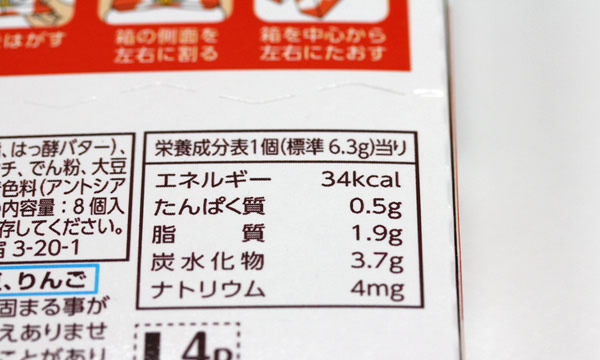 はがす
箱の側面を
左右に割る
箱を中心から
左右にたおす
、はっ酵バター)、
チ、でん粉、大豆
色料(アントシア
内容量:8個入
存してください。
3-20-1
栄養成分表1個(標準 6.3g)当り
エネルギー 34kcal
たんぱく質 0.5g
脂質 1.9g
炭水化物 3.7g
ナトリウム 4mg
、りんご
固まる事が
えありませ
ことがあり
4P